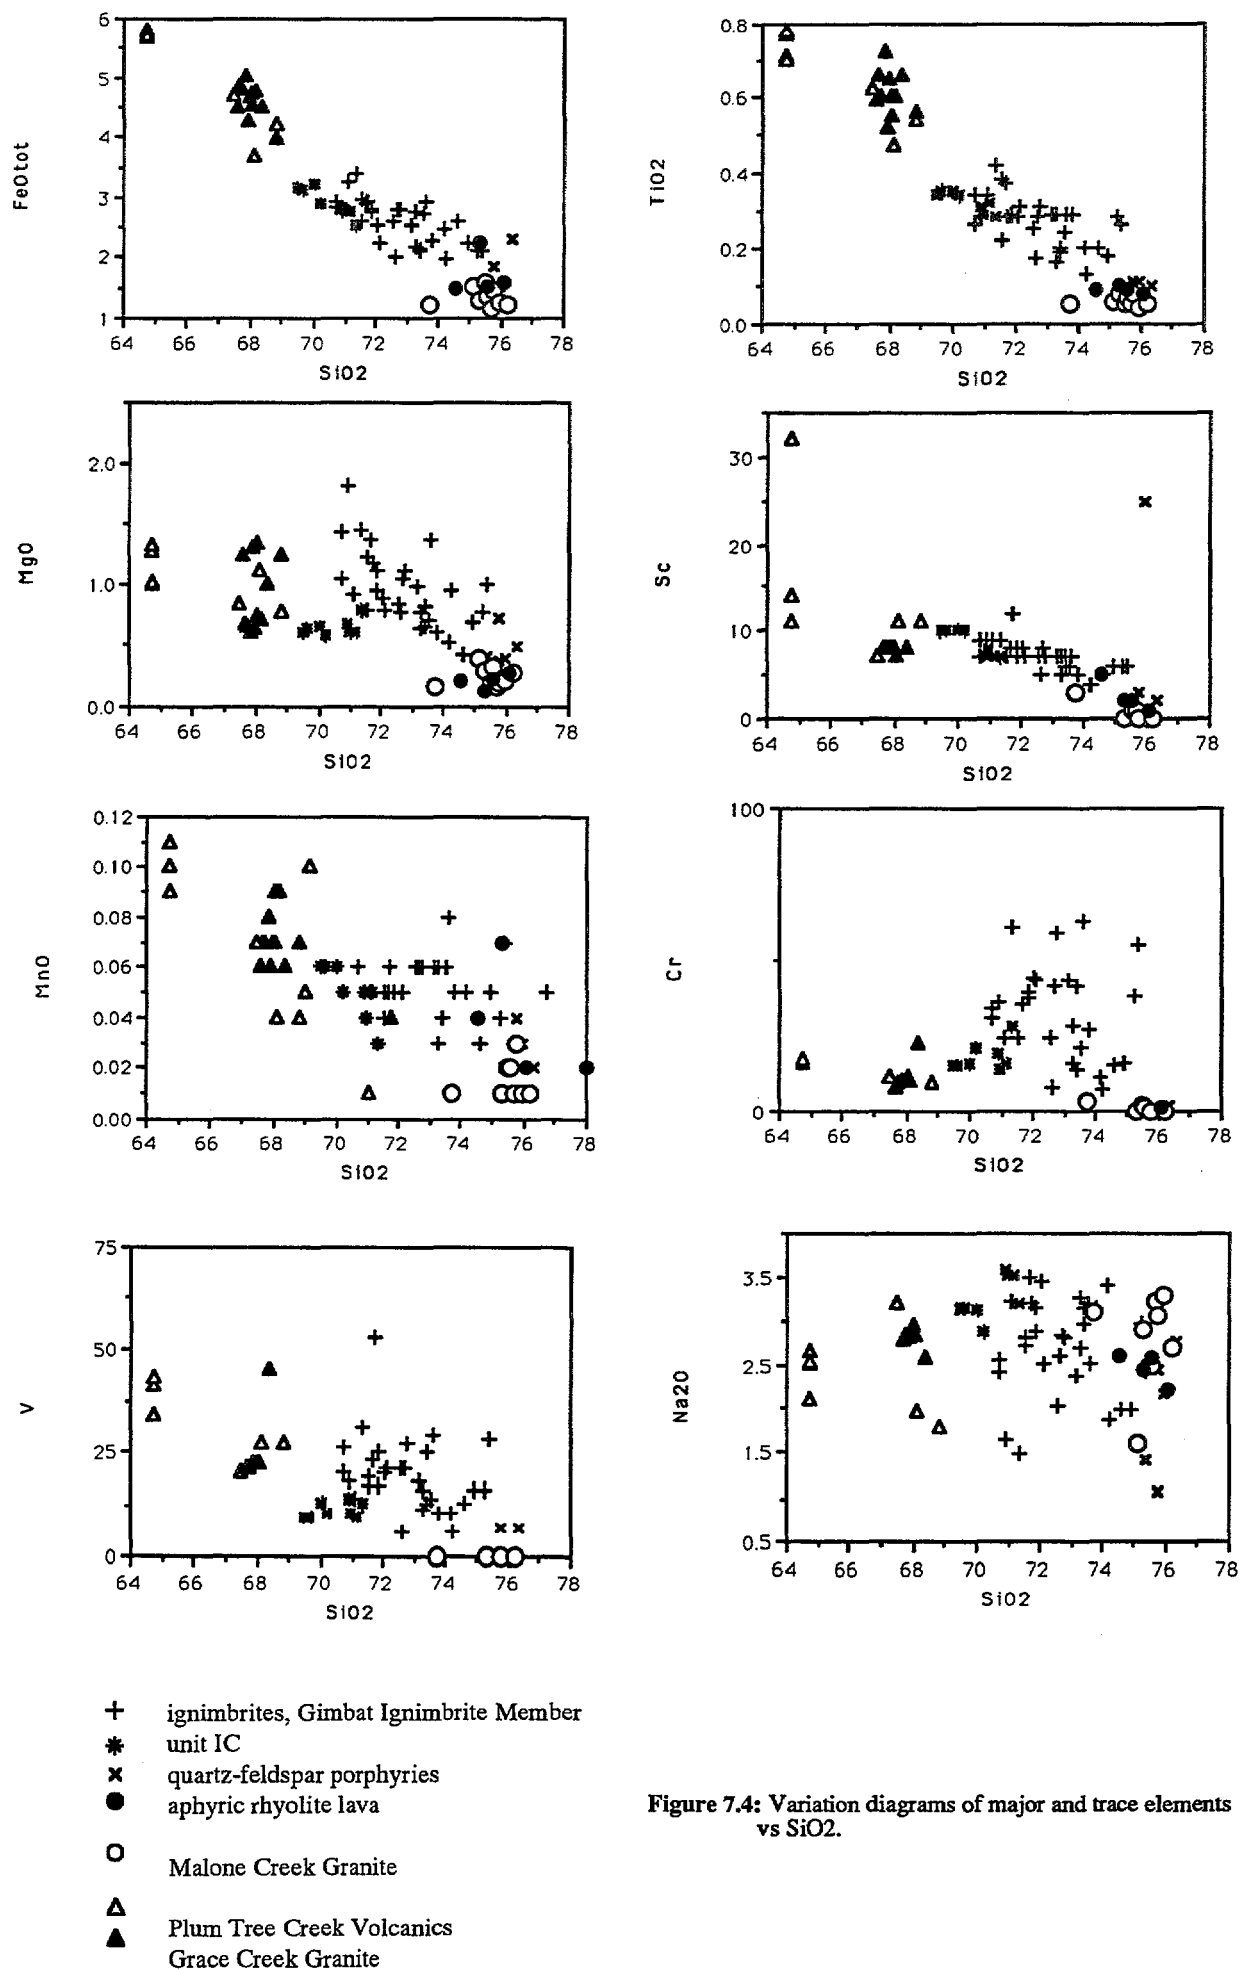 6
5
4
3
2
1
FeOtot
64 66 68 70 72 74 76 78
SiO2
0.8
0.6
0.4
0.2
0.0
TiO2
64 66 68 70 72 74 76 78
SiO2
2.0
1.0
0.0
MgO
64 66 68 70 72 74 76 78
SiO2
30
20
10
0
Sc
64 66 68 70 72 74 76 78
SiO2
0.12
0.10
0.08
0.06
0.04
0.02
0.00
MnO
64 66 68 70 72 74 76 78
SiO2
100
0
Cr
64 66 68 70 72 74 76 78
SiO2
75
50
25
0
V
64 66 68 70 72 74 76 78
SiO2
3.5
2.5
1.5
0.5
Na2O
64 66 68 70 72 74 76 78
SiO2
ignimbrites, Gimbat Ignimbrite Member
unit IC
quartz-feldspar porphyries
aphyric rhyolite lava
Malone Creek Granite
Plum Tree Creek Volcanics
Grace Creek Granite
Figure 7.4: Variation diagrams of major and trace elements
vs SiO2.